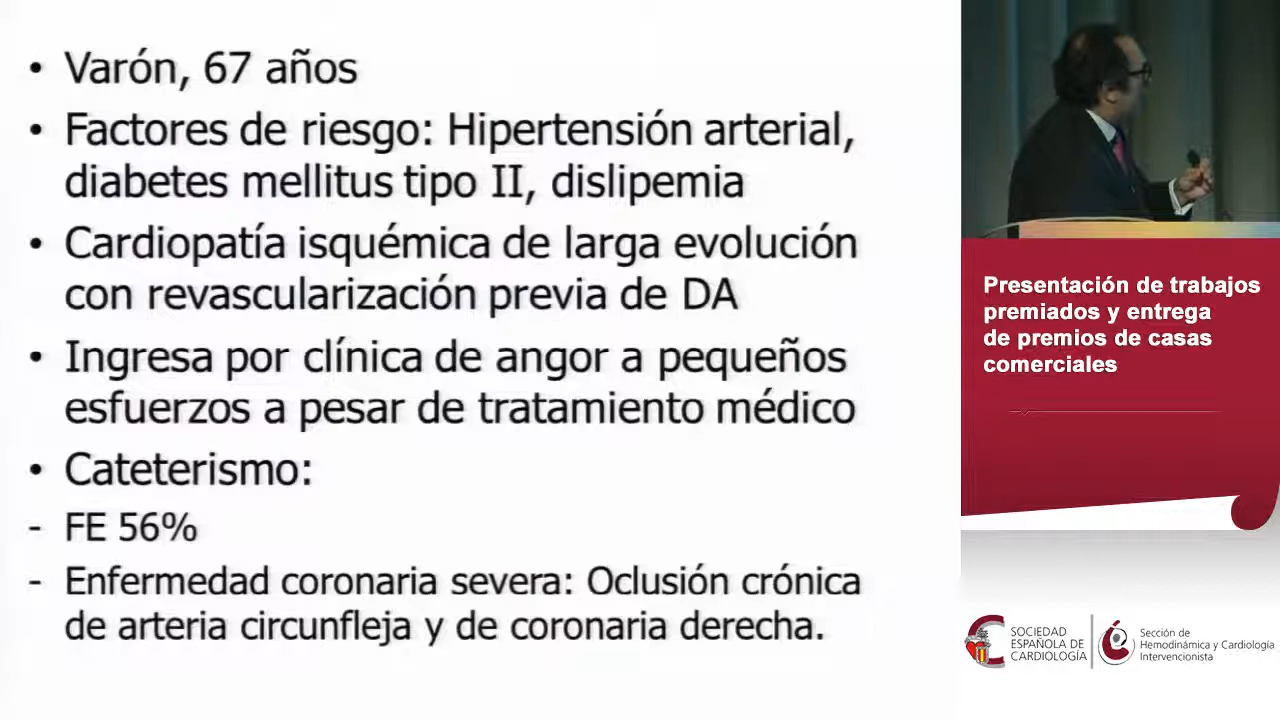 • Varón, 67 años
• Factores de riesgo: Hipertensión arterial,
diabetes mellitus tipo II, dislipemia
• Cardiopatía isquémica de larga evolución
con revascularización previa de DA
• Ingresa por clínica de angor a pequeños
esfuerzos a pesar de tratamiento médico
• Cateterismo:
- FE 56%
- Enfermedad coronaria severa: Oclusión crónica
de arteria circunfleja y de coronaria derecha.
Presentación de trabajos
premiados y entrega
de premios de casas
comerciales
SOCIEDAD
ESPAÑOLA DE
CARDIOLOGÍA
Sección de
Hemodinámica y Cardiología
Intervencionista